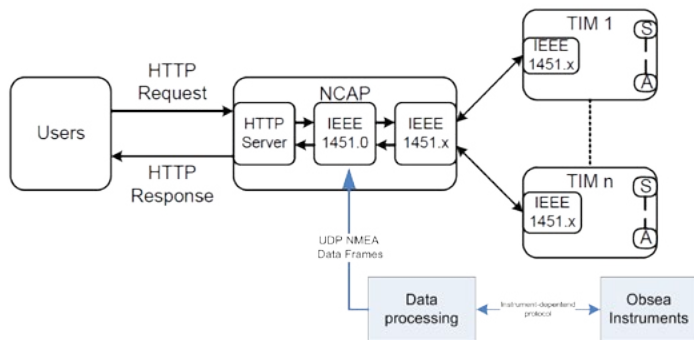 TIM 1
IEEE
1451.x
S
A
HTTP
Request
Users
HTTP
Response
NCAP
HTTP
Server
IEEE
1451.0
IEEE
1451.x
TIM n
IEEE
1451.x
S
A
UDP NMEA
Data Frames
Data
processing
Instrument-depentend
protocol
Obsea
Instruments